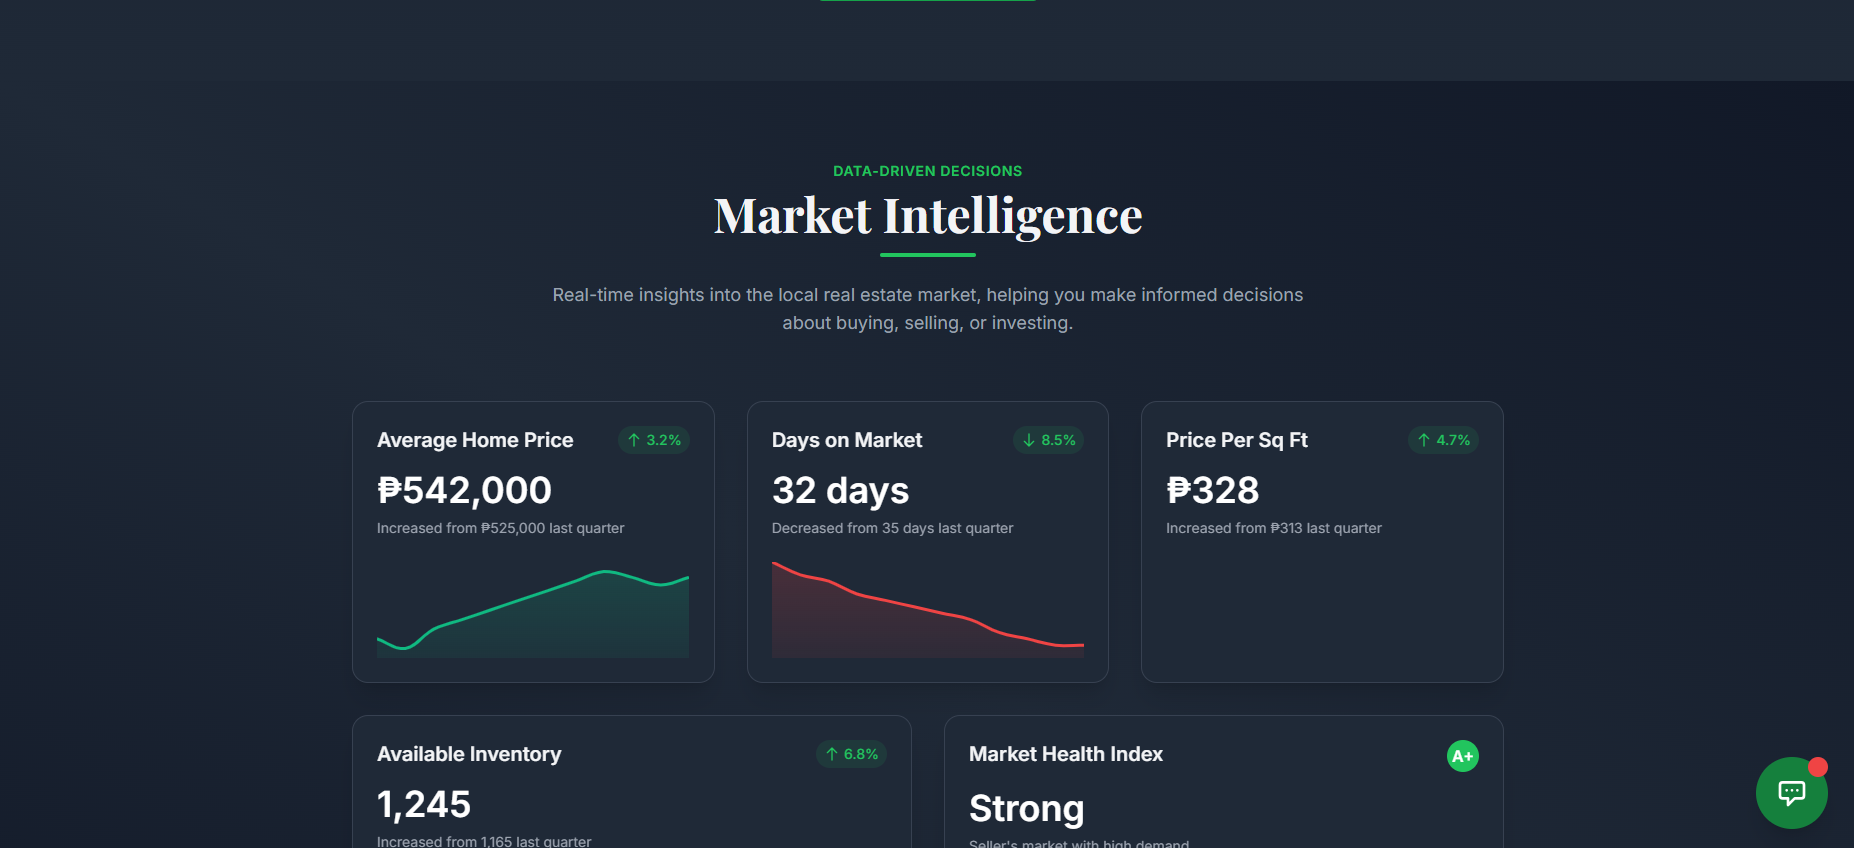 DATA-DRIVEN DECISIONS
Market Intelligence
Real-time insights into the local real estate market, helping you make informed decisions
about buying, selling, or investing.
Average Home Price
↑ 3.2%
₱542,000
Increased from ₱525,000 last quarter
Days on Market
↓ 8.5%
32 days
Decreased from 35 days last quarter
Price Per Sq Ft
↑ 4.7%
₱328
Increased from ₱313 last quarter
Available Inventory
↑ 6.8%
1,245
Increased from 1,165 last quarter
Market Health Index
A+
Strong
Seller's market with high demand